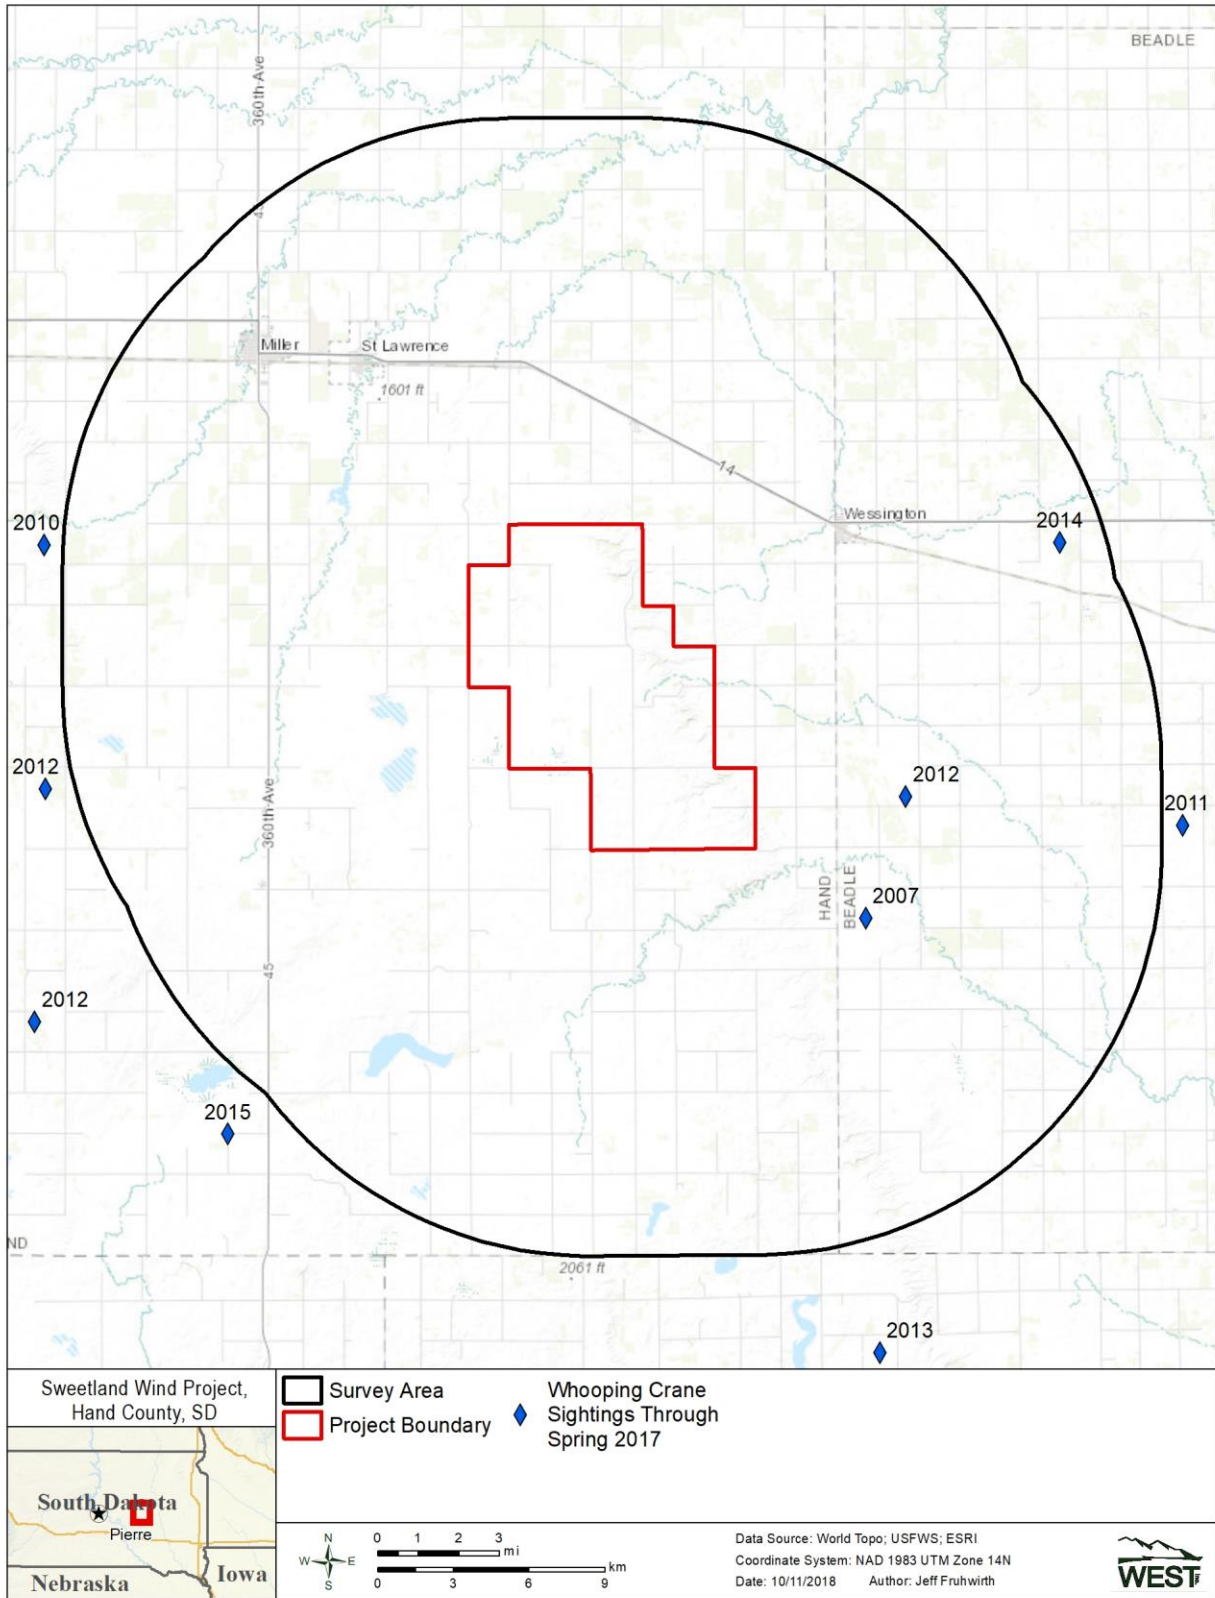 BEADLE
360th Ave
45
Miller
St Lawrence
1601 ft
14
Wessington
2010
2014
2012
2012
2011
360th Ave
HAND
BEADLE
2007
45
2012
2015
ND
2061 ft
2013
Sweetland Wind Project,
Hand County, SD
South Dakota
Pierre
Nebraska
Iowa
Survey Area
Project Boundary
Whooping Crane
Sightings Through
Spring 2017
N
W E
S
0 1 2 3
mi
km
0 3 6 9
Data Source: World Topo; USFWS; ESRI
Coordinate System: NAD 1983 UTM Zone 14N
Date: 10/11/2018 Author: Jeff Fruhwirth
WEST